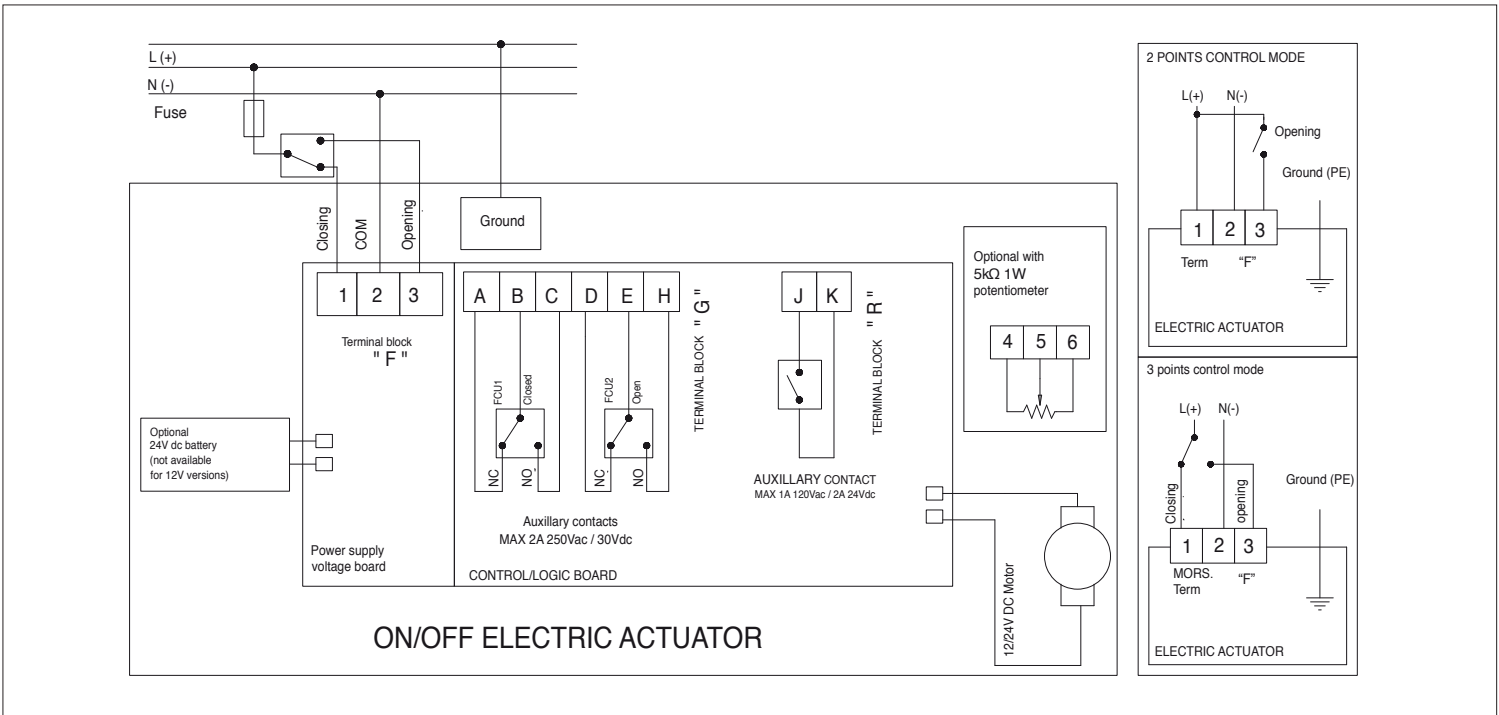 L (+)
N (-)
Fuse
Closing
COM
Opening
Ground
1 2 3
Terminal block
" F "
A B C D E H
TERMINAL BLOCK " G "
FCU1
Closed
NC
NO
FCU2
Open
NC
NO
Auxillary contacts
MAX 2A 250Vac / 30Vdc
J K
TERMINAL BLOCK " R "
AUXILLARY CONTACT
MAX 1A 120Vac / 2A 24Vdc
Optional with
5kΩ 1W
potentiometer
4 5 6
Optional
24V dc battery
(not available
for 12V versions)
Power supply
voltage board
CONTROL/LOGIC BOARD
12/24V DC Motor
ON/OFF ELECTRIC ACTUATOR
2 POINTS CONTROL MODE
L(+) N(-)
Opening
Ground (PE)
1 2 3
Term “F”
ELECTRIC ACTUATOR
3 points control mode
L(+) N(-)
Ground (PE)
Closing
opening
1 2 3
MORS.
Term “F”
ELECTRIC ACTUATOR